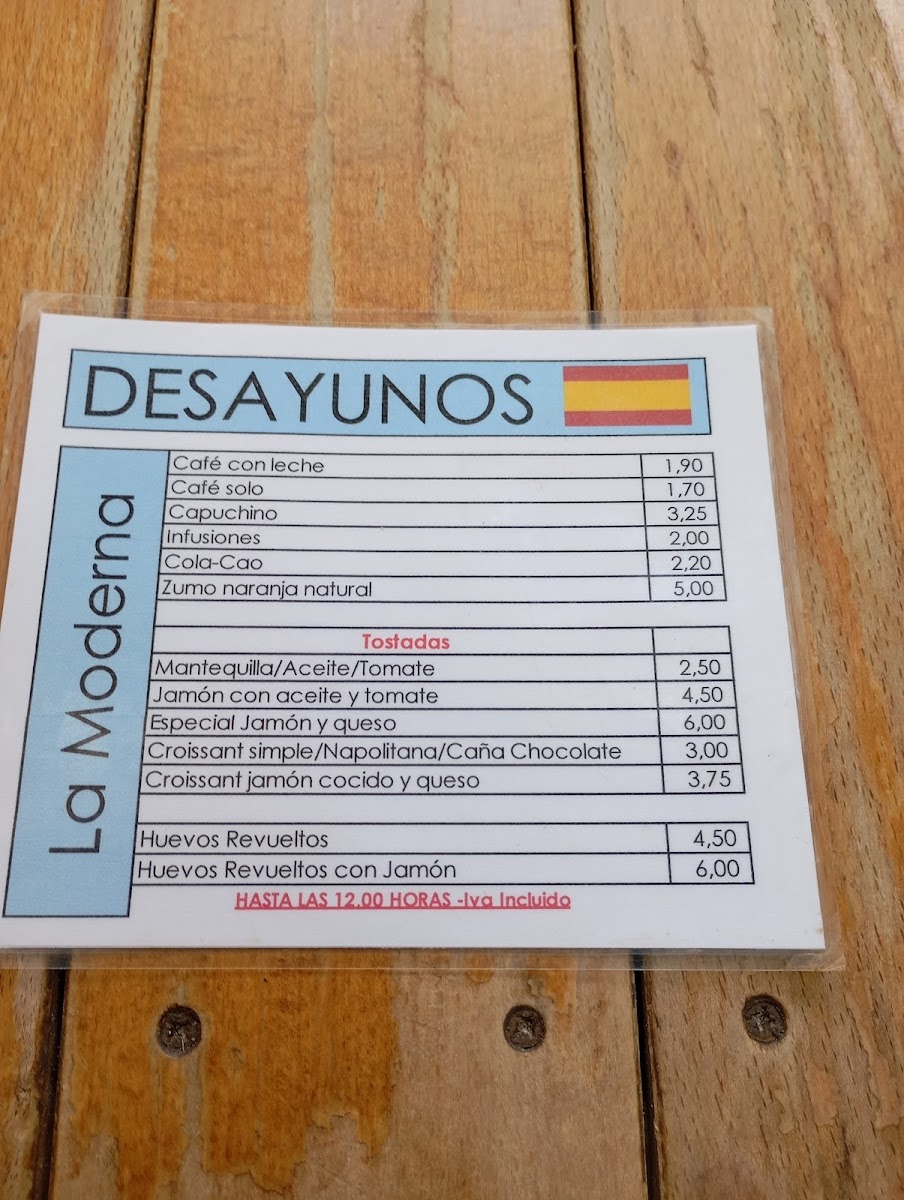 DESAYUNOS
La Moderna
Café con leche 1,90
Café solo 1,70
Capuchino 3,25
Infusiones 2,00
Cola-Cao 2,20
Zumo naranja natural 5,00
Tostadas
Mantequilla/Aceite/Tomate 2,50
Jamón con aceite y tomate 4,50
Especial Jamón y queso 6,00
Croissant simple/Napolitana/Caña Chocolate 3,00
Croissant jamón cocido y queso 3,75
Huevos Revueltos 4,50
Huevos Revueltos con Jamón 6,00
HASTA LAS 12,00 HORAS -Iva Incluido